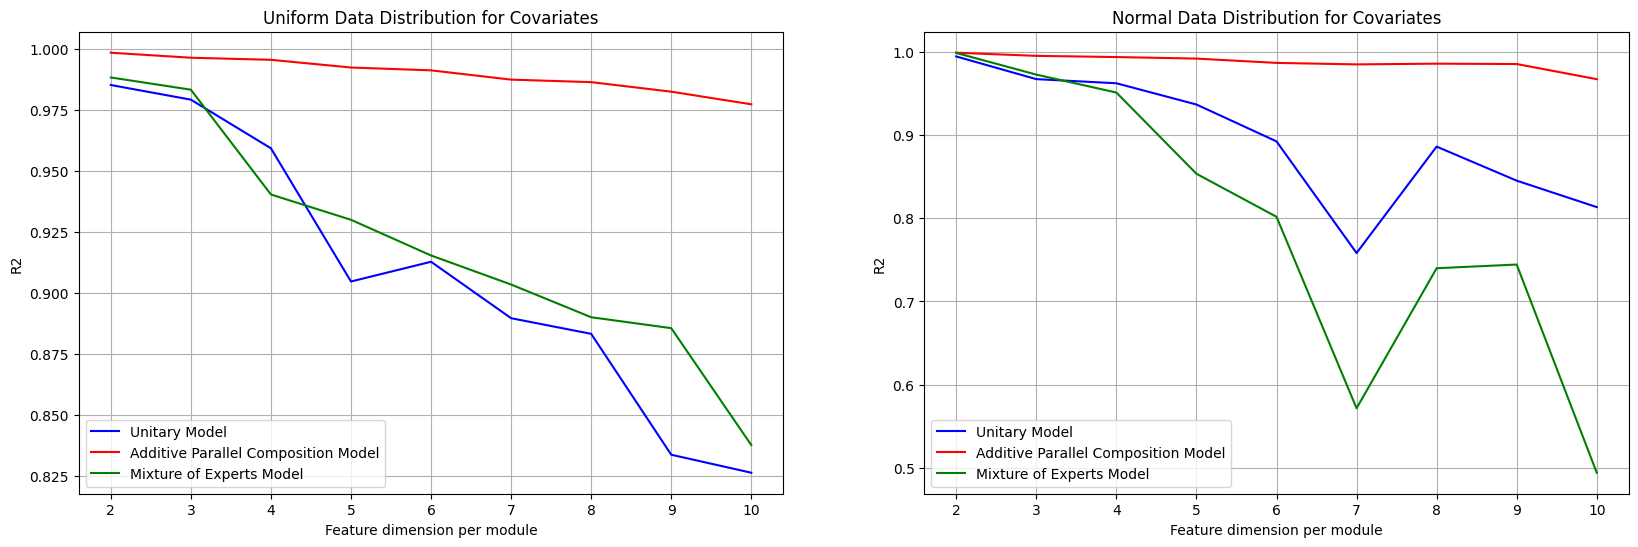 Uniform Data Distribution for Covariates
1.000
0.975
0.950
0.925
0.900
0.875
0.850
0.825
R2
Unitary Model
Additive Parallel Composition Model
Mixture of Experts Model
2 3 4 5 6 7 8 9 10
Feature dimension per module
Normal Data Distribution for Covariates
1.0
0.9
0.8
0.7
0.6
0.5
R2
Unitary Model
Additive Parallel Composition Model
Mixture of Experts Model
2 3 4 5 6 7 8 9 10
Feature dimension per module